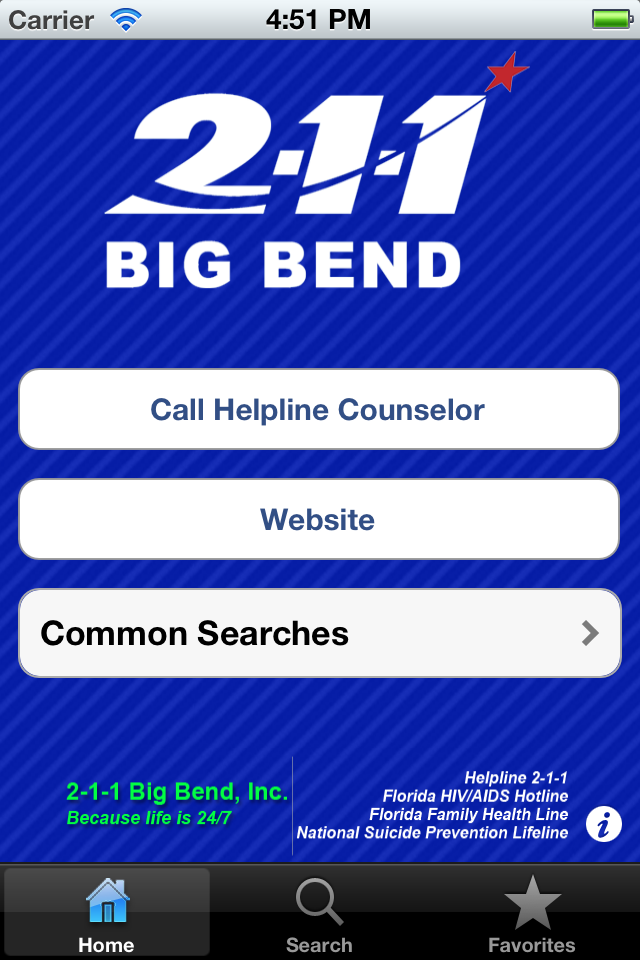 Carrier 4:51 PM
2-1-1
BIG BEND
Call Helpline Counselor
Website
Common Searches
2-1-1 Big Bend, Inc.
Because life is 24/7
Helpline 2-1-1
Florida HIV/AIDS Hotline
Florida Family Health Line
National Suicide Prevention Lifeline
i
Home Search Favorites